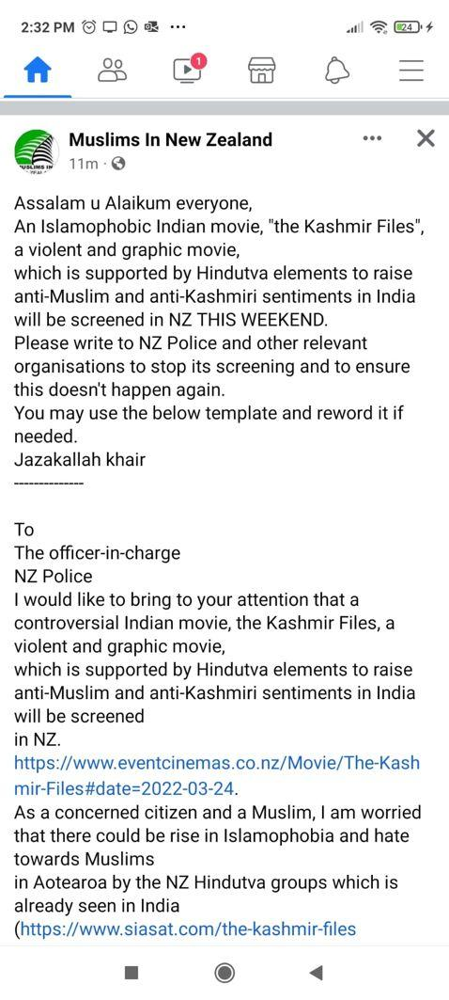 2:32 PM
24
1
Muslims In New Zealand
11m
Assalam u Alaikum everyone,
An Islamophobic Indian movie, "the Kashmir Files",
a violent and graphic movie,
which is supported by Hindutva elements to raise
anti-Muslim and anti-Kashmiri sentiments in India
will be screened in NZ THIS WEEKEND.
Please write to NZ Police and other relevant
organisations to stop its screening and to ensure
this doesn't happen again.
You may use the below template and reword it if
needed.
Jazakallah khair
--------------
To
The officer-in-charge
NZ Police
I would like to bring to your attention that a
controversial Indian movie, the Kashmir Files, a
violent and graphic movie,
which is supported by Hindutva elements to raise
anti-Muslim and anti-Kashmiri sentiments in India
will be screened
in NZ.
https://www.eventcinemas.co.nz/Movie/The-Kash
mir-Files#date=2022-03-24.
As a concerned citizen and a Muslim, I am worried
that there could be rise in Islamophobia and hate
towards Muslims
in Aotearoa by the NZ Hindutva groups which is
already seen in India
(https://www.siasat.com/the-kashmir-files